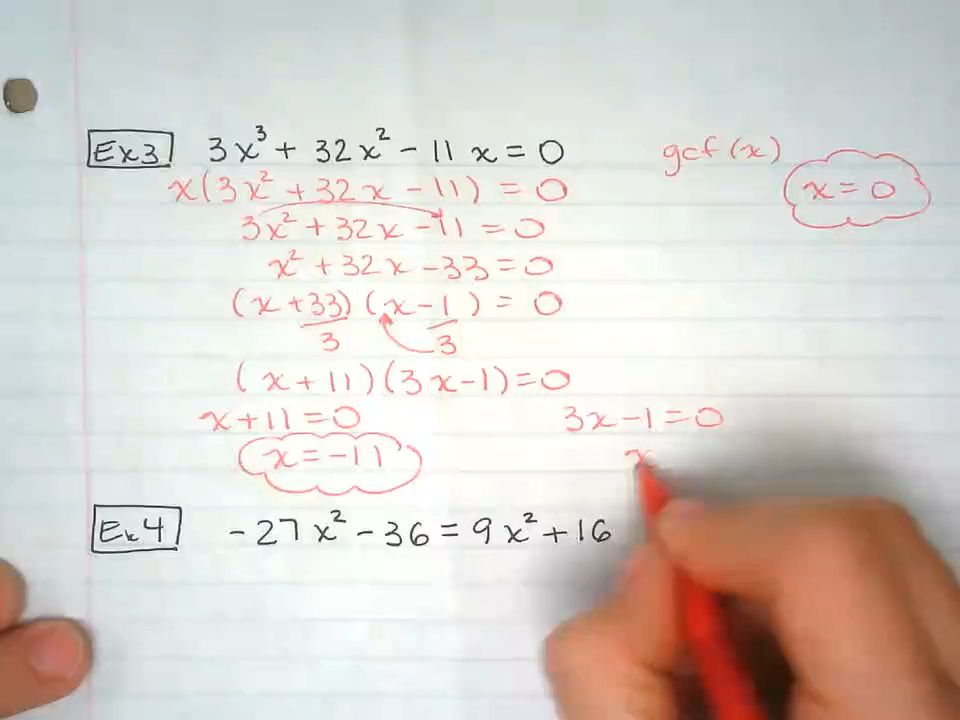 Ex3 3x³ + 32x² - 11x = 0 gcf (x)
x(3x² + 32x - 11) = 0 x = 0
3x² + 32x - 11 = 0
x² + 32x - 33 = 0
(x + 33) (x - 1) = 0
3 3
(x + 11)(3x - 1) = 0
x + 11 = 0 3x - 1 = 0
x = -11 x
Ex4 -27x² - 36 = 9x² + 16